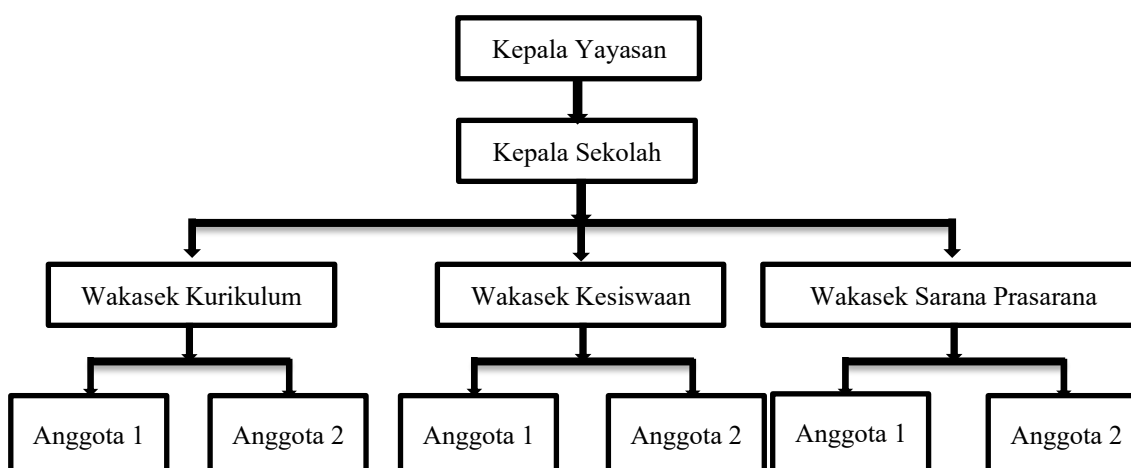 Kepala Yayasan
Kepala Sekolah
Wakasek Kurikulum
Wakasek Kesiswaan
Wakasek Sarana Prasarana
Anggota 1
Anggota 2
Anggota 1
Anggota 2
Anggota 1
Anggota 2